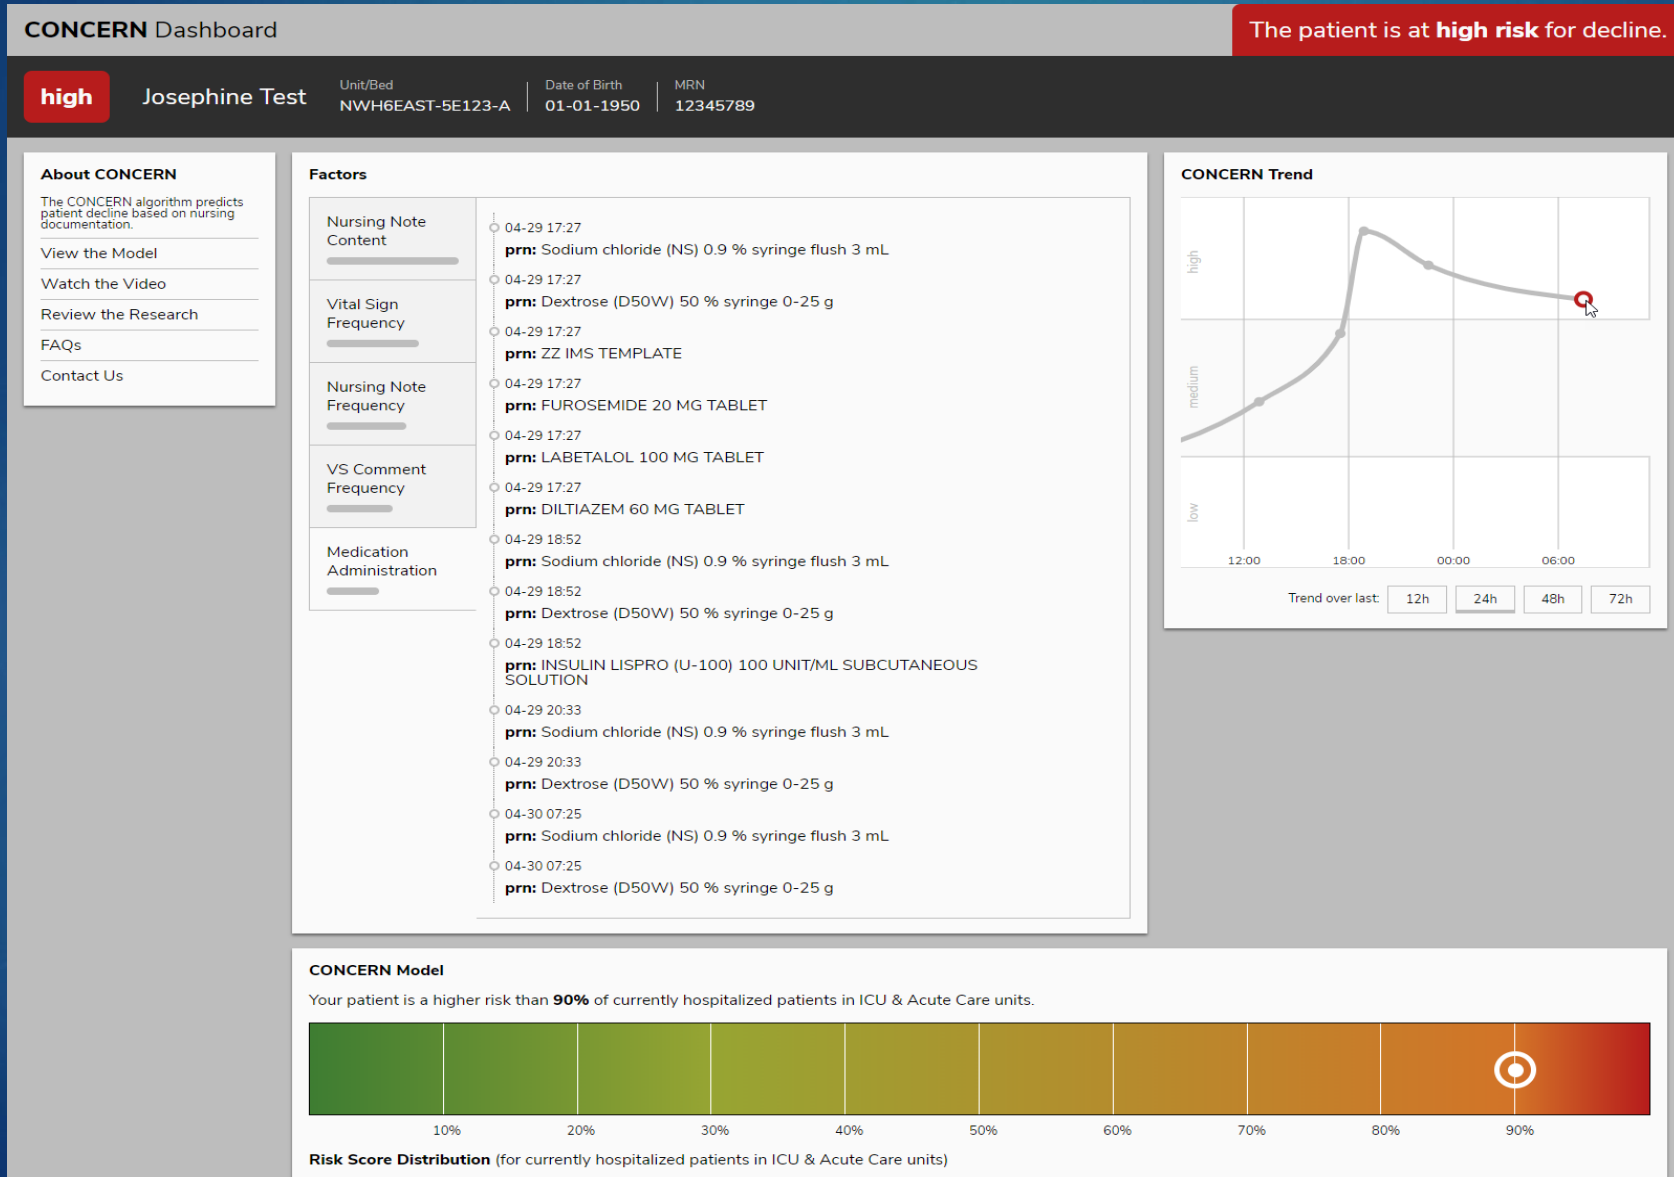 CONCERN Dashboard
The patient is at high risk for decline.
high
Josephine Test
Unit/Bed
NWH6EAST-5E123-A
Date of Birth
01-01-1950
MRN
12345789
About CONCERN
The CONCERN algorithm predicts
patient decline based on nursing
documentation.
View the Model
Watch the Video
Review the Research
FAQs
Contact Us
Factors
Nursing Note
Content
Vital Sign
Frequency
Nursing Note
Frequency
VS Comment
Frequency
Medication
Administration
04-29 17:27
prn: Sodium chloride (NS) 0.9 % syringe flush 3 mL
04-29 17:27
prn: Dextrose (D50W) 50 % syringe 0-25 g
04-29 17:27
prn: ZZ IMS TEMPLATE
04-29 17:27
prn: FUROSEMIDE 20 MG TABLET
04-29 17:27
prn: LABETALOL 100 MG TABLET
04-29 17:27
prn: DILTIAZEM 60 MG TABLET
04-29 18:52
prn: Sodium chloride (NS) 0.9 % syringe flush 3 mL
04-29 18:52
prn: Dextrose (D50W) 50 % syringe 0-25 g
04-29 18:52
prn: INSULIN LISPRO (U-100) 100 UNIT/ML SUBCUTANEOUS
SOLUTION
04-29 20:33
prn: Sodium chloride (NS) 0.9 % syringe flush 3 mL
04-29 20:33
prn: Dextrose (D50W) 50 % syringe 0-25 g
04-30 07:25
prn: Sodium chloride (NS) 0.9 % syringe flush 3 mL
04-30 07:25
prn: Dextrose (D50W) 50 % syringe 0-25 g
CONCERN Trend
high
medium
low
12:00 18:00 00:00 06:00
Trend over last: 12h 24h 48h 72h
CONCERN Model
Your patient is a higher risk than 90% of currently hospitalized patients in ICU & Acute Care units.
10% 20% 30% 40% 50% 60% 70% 80% 90%
Risk Score Distribution (for currently hospitalized patients in ICU & Acute Care units)